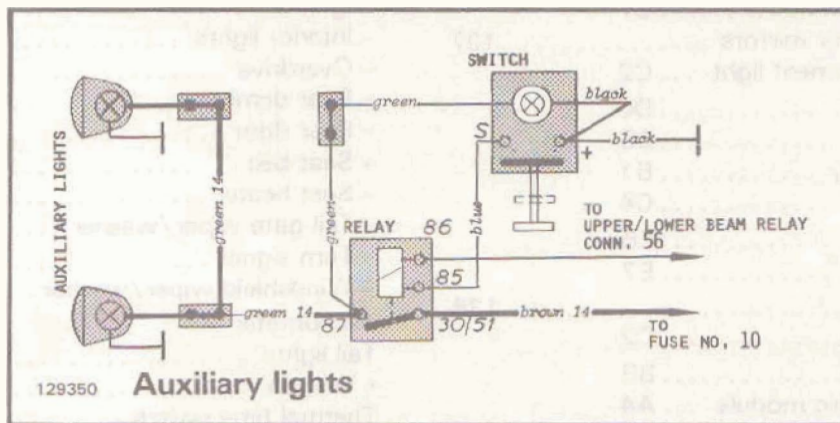 SWITCH
green
black
black
S
+
AUXILIARY LIGHTS
green 14
green
blue
RELAY
86
85
TO
UPPER/LOWER BEAM RELAY
CONN. 56
green 14
87
30/51
brown 14
TO
FUSE NO. 10
129350
Auxiliary lights